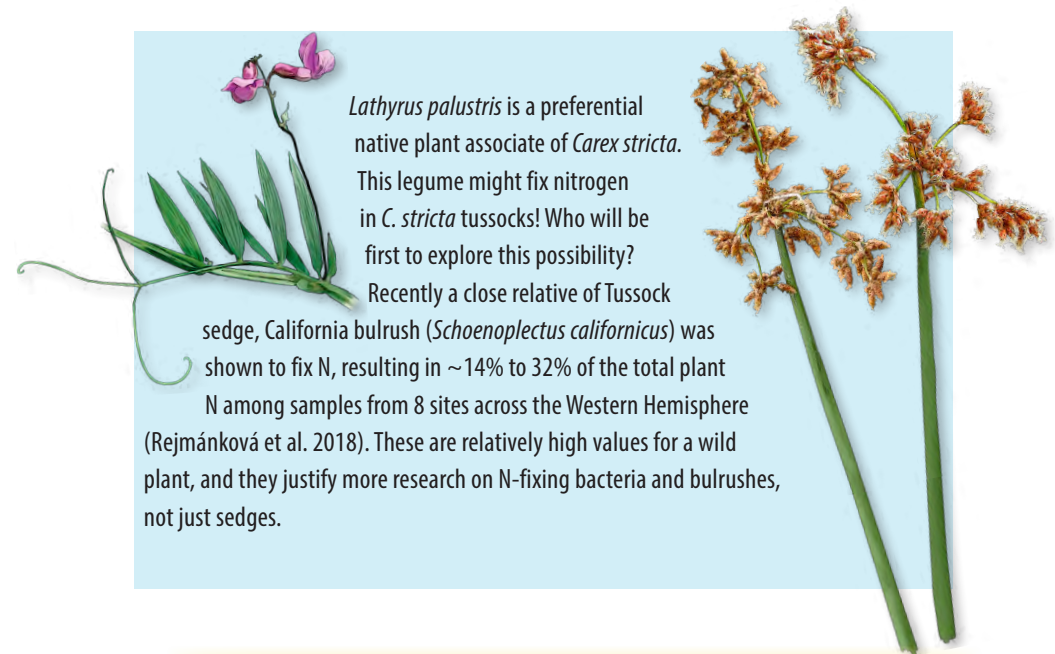 Lathyrus palustris is a preferential
native plant associate of Carex stricta.
This legume might fix nitrogen
in C. stricta tussocks! Who will be
first to explore this possibility?
Recently a close relative of Tussock
sedge, California bulrush (Schoenoplectus californicus) was
shown to fix N, resulting in ~14% to 32% of the total plant
N among samples from 8 sites across the Western Hemisphere
(Rejmánková et al. 2018). These are relatively high values for a wild
plant, and they justify more research on N-fixing bacteria and bulrushes,
not just sedges.